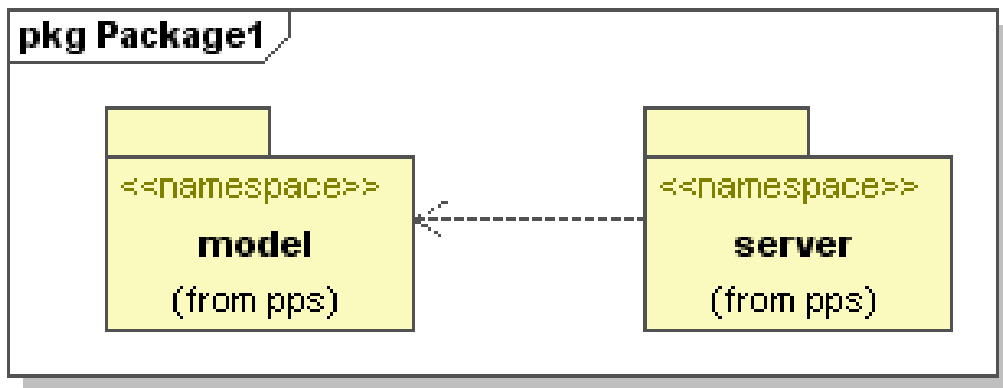 pkg Package1
<<namespace>>
model
(from pps)
<<namespace>>
server
(from pps)